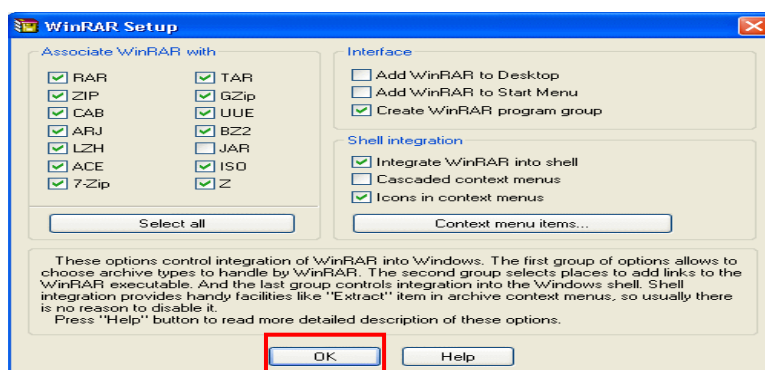 WinRAR Setup
Associate WinRAR with
RAR
TAR
ZIP
GZip
CAB
UUE
ARJ
BZ2
LZH
JAR
ACE
ISO
7-Zip
Z
Select all
Interface
Add WinRAR to Desktop
Add WinRAR to Start Menu
Create WinRAR program group
Shell integration
Integrate WinRAR into shell
Cascaded context menus
Icons in context menus
Context menu items...
These options control integration of WinRAR into Windows. The first group of options allows to
choose archive types to handle by WinRAR. The second group selects places to add links to the
WinRAR executable. And the last group controls integration into the Windows shell. Shell
integration provides handy facilities like "Extract" item in archive context menus, so usually there
is no reason to disable it.
Press "Help" button to read more detailed description of these options.
OK
Help